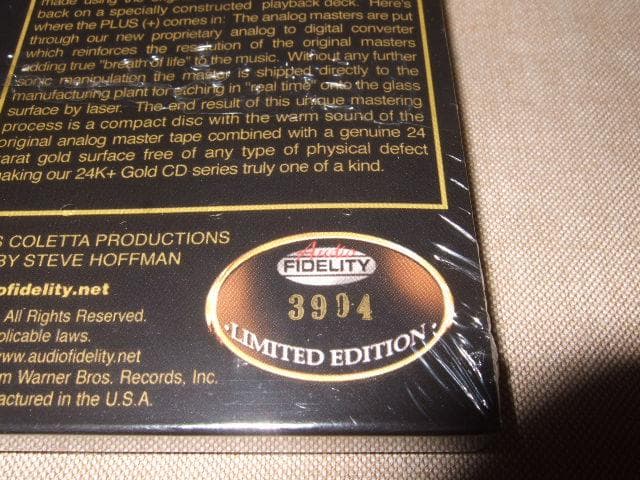 made using the
back on a specially constructed playback deck. Here's
where the PLUS (+) comes in: The analog masters are put
through our new proprietary analog to digital converter
which reinforces the resolution of the original masters
adding true "breath of life" to the music. Without any further
sonic manipulation the master is shipped directly to the
manufacturing plant for etching in "real time" onto the glass
surface by laser. The end result of this unique mastering
process is a compact disc with the warm sound of the
original analog master tape combined with a genuine 24
karat gold surface free of any type of physical defect
aking our 24K+ Gold CD series truly one of a kind.
S COLETTA PRODUCTIONS
BY STEVE HOFFMAN
ofidelity.net
All Rights Reserved.
plicable laws.
www.audiofidelity.net
m Warner Bros. Records, Inc.
factured in the U.S.A.
Audio
FIDELITY
3994
·LIMITED EDITION·